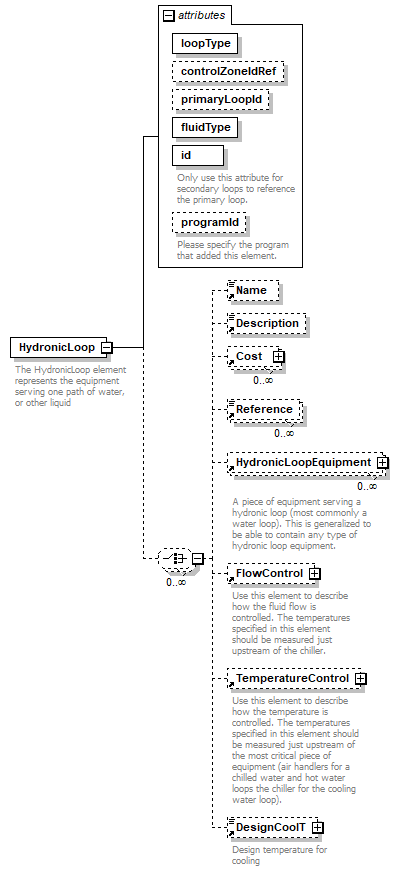 attributes
loopType
controlZoneIdRef
primaryLoopId
fluidType
id
Only use this attribute for
secondary loops to reference
the primary loop.
programId
Please specify the program
that added this element.
HydronicLoop
The HydronicLoop element
represents the equipment
serving one path of water,
or other liquid
0..∞
Name
Description
Cost
0..∞
Reference
0..∞
HydronicLoopEquipment
0..∞
A piece of equipment serving a
hydronic loop (most commonly a
water loop). This is generalized to
be able to contain any type of
hydronic loop equipment.
FlowControl
Use this element to describe
how the fluid flow is
controlled. The temperatures
specified in this element
should be measured just
upstream of the chiller.
TemperatureControl
Use this element to describe
how the temperature is
controlled. The temperatures
specified in this element should
be measured just upstream of
the most critical piece of
equipment (air handlers for a
chilled water and hot water
loops the chiller for the cooling
water loop).
DesignCoolT
Design temperature for
cooling